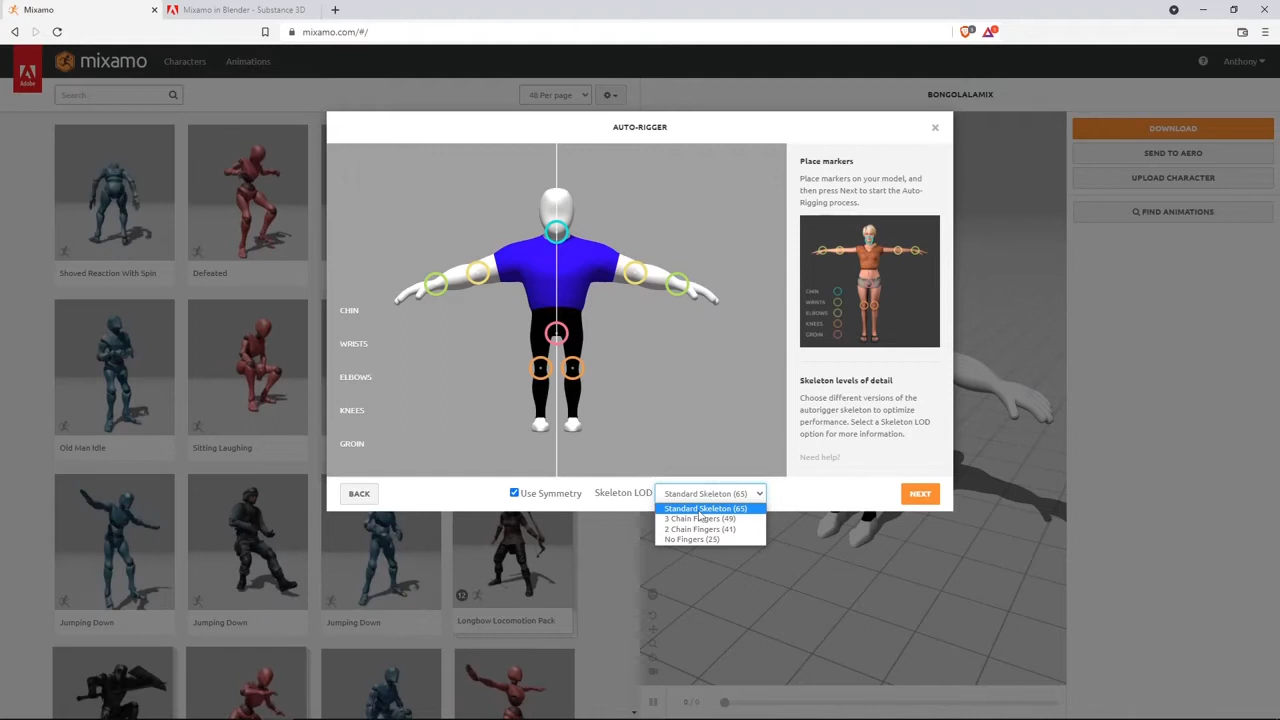 Mixamo
Mixamo in Blender - Substance 3D
mixamo.com/#/
Adobe
mixamo
Characters
Animations
Anthony
Search
48 Per page
BONGOLALAMIX
AUTO-RIGGER
DOWNLOAD
SEND TO AERO
UPLOAD CHARACTER
FIND ANIMATIONS
Place markers
Place markers on your model, and
then press Next to start the Auto-
Rigging process.
CHIN
WRISTS
ELBOWS
KNEES
GROIN
CHIN
WRISTS
ELBOWS
KNEES
GROIN
Skeleton levels of detail
Choose different versions of the
autorigger skeleton to optimize
performance. Select a Skeleton LOD
option for more information.
Need help?
BACK
Use Symmetry
Skeleton LOD
Standard Skeleton (65)
NEXT
Standard Skeleton (65)
3 Chain Fingers (49)
2 Chain Fingers (41)
No Fingers (25)
Shoved Reaction With Spin
Defeated
Old Man Idle
Sitting Laughing
Jumping Down
Jumping Down
Jumping Down
Longbow Locomotion Pack